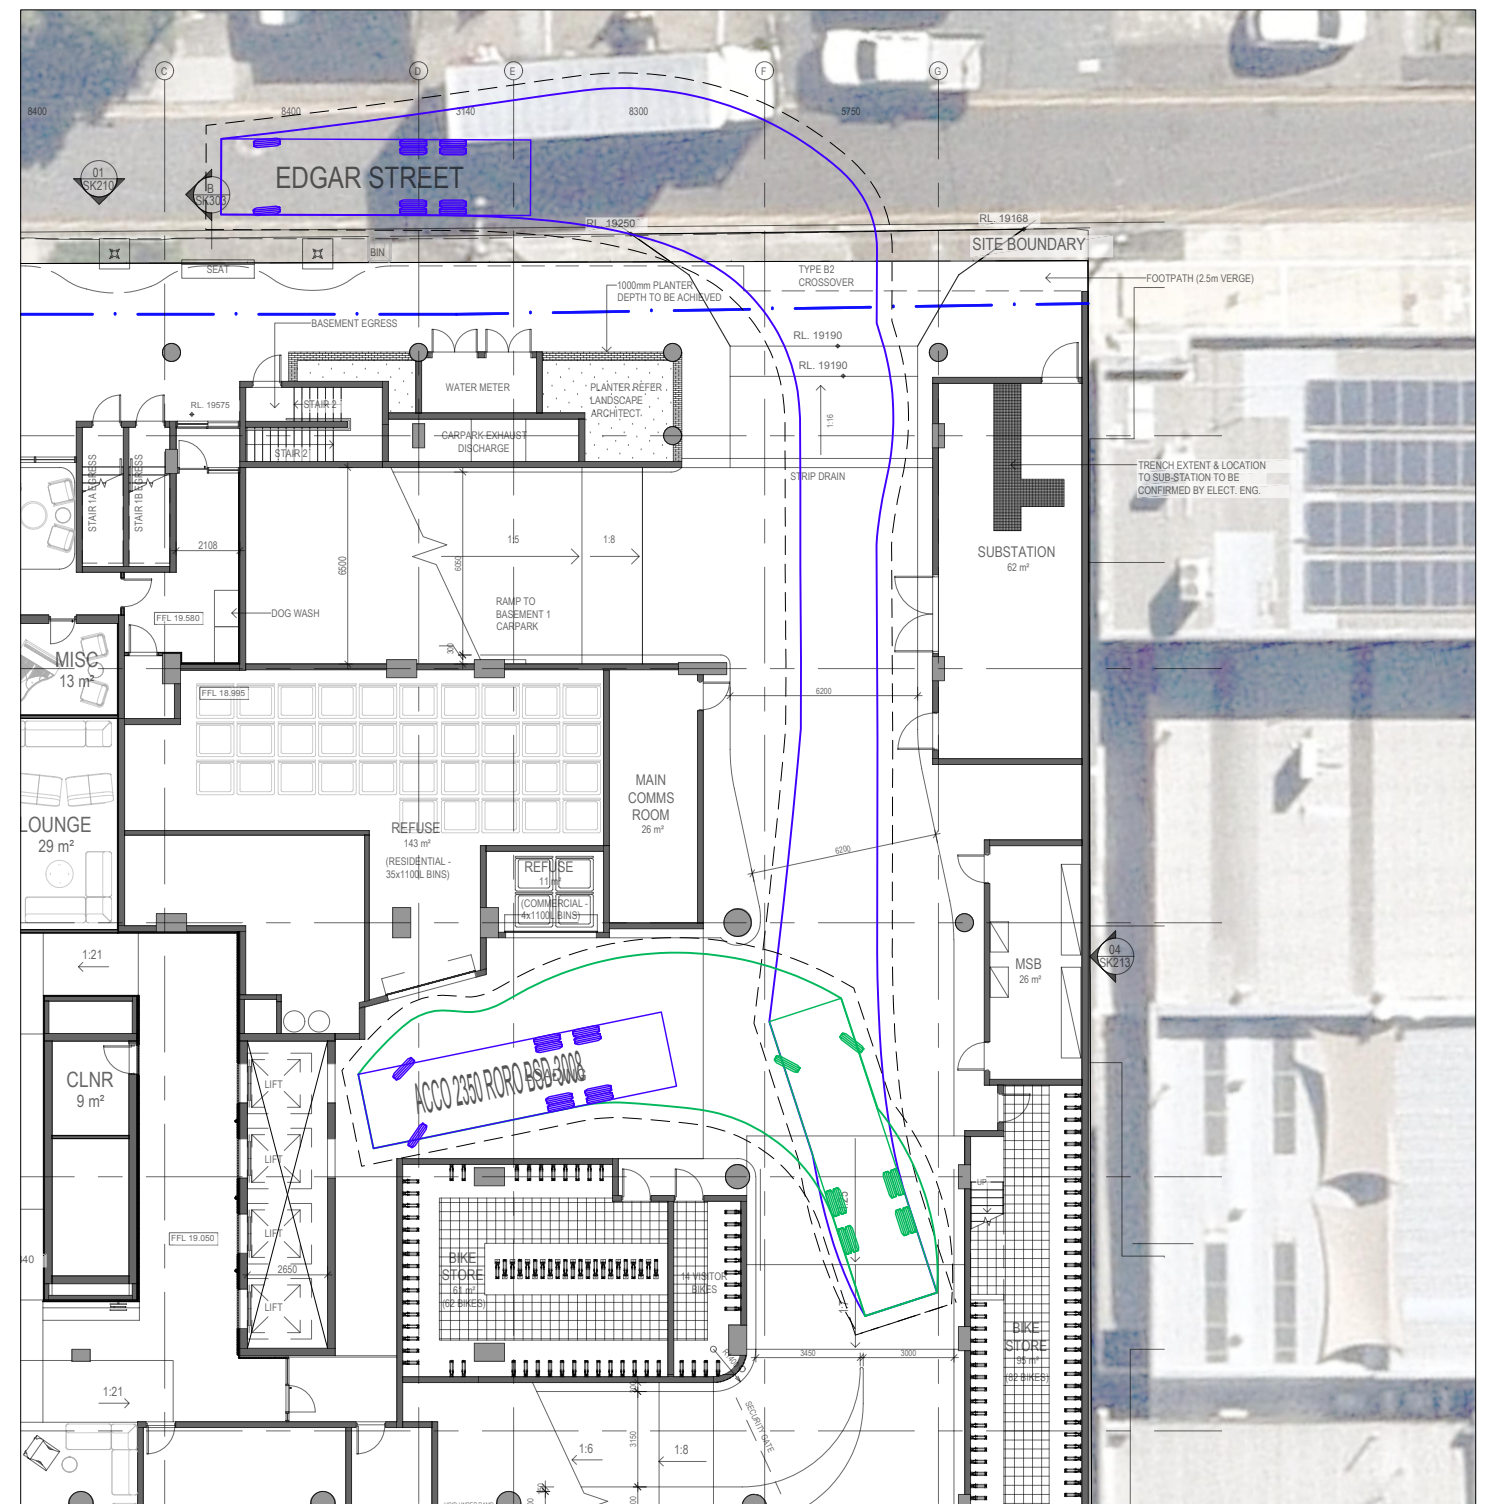 C
D
E
F
G
8400
8400
3140
8300
5750
EDGAR STREET
01
SK210
B
SK303
RL. 19250
RL. 19168
SITE BOUNDARY
BIN
SEAT
TYPE B2
CROSSOVER
FOOTPATH (2.5m VERGE)
1000mm PLANTER
DEPTH TO BE ACHIEVED
BASEMENT EGRESS
RL. 19190
RL. 19190
WATER METER
PLANTER REFER
LANDSCAPE
ARCHITECT.
RL. 19575
STAIR 2
STAIR 2
CARPARK EXHAUST
DISCHARGE
1:16
STRIP DRAIN
TRENCH EXTENT & LOCATION
TO SUB-STATION TO BE
CONFIRMED BY ELECT. ENG.
STAIR 1A EGRESS
STAIR 1B EGRESS
2108
6500
6050
1:5
1:8
SUBSTATION
62 m²
DOG WASH
FFL 19.580
RAMP TO
BASEMENT 1
CARPARK
300
MISC
13 m²
FFL 18.995
6200
MAIN
COMMS
ROOM
26 m²
LOUNGE
29 m²
REFUSE
143 m²
(RESIDENTIAL -
35x1100L BINS)
REFUSE
11 m²
(COMMERCIAL -
4x1100L BINS)
6200
1:21
MSB
26 m²
04
SK213
ACCO 2350 RORO BSD-3008
LOADING
CLNR
9 m²
LIFT
LIFT
LIFT
LIFT
2650
FFL 19.050
UP
BIKE
STORE
61 m²
(62 BIKES)
14 VISITOR
BIKES
BIKE
STORE
95 m²
(82 BIKES)
3450
3000
1:21
SECURITY GATE
3150
1:6
1:8